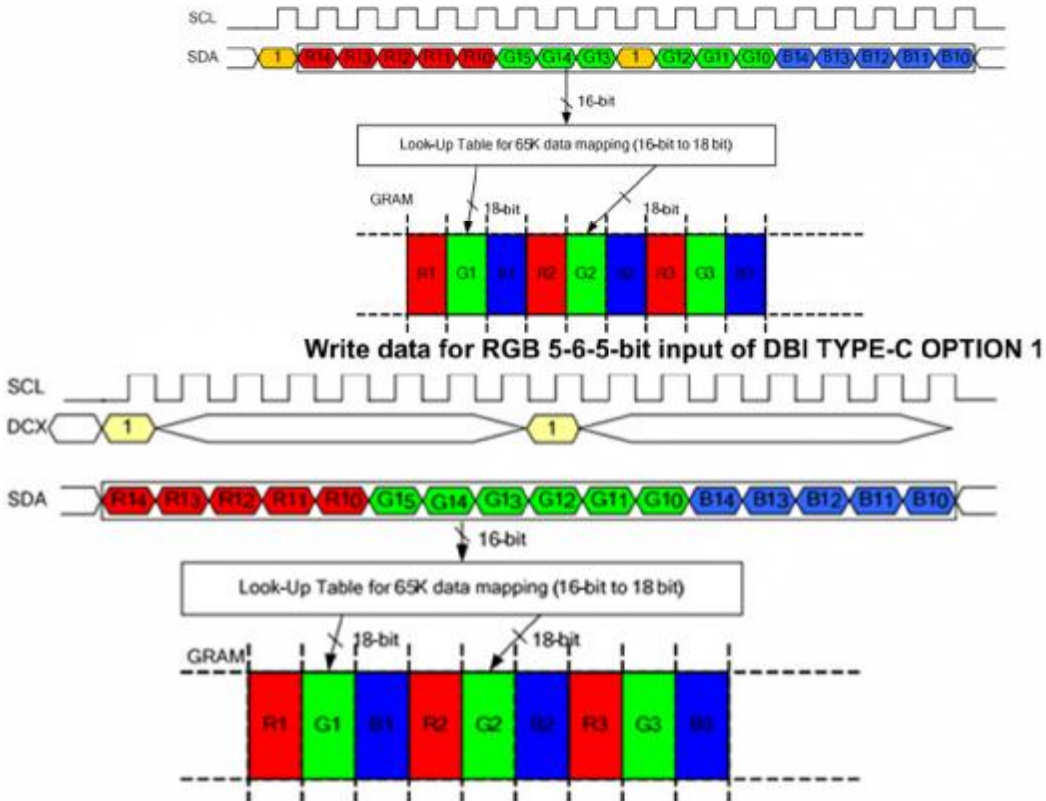 SCL
SDA 1 R14 R13 R12 R11 R10 G15 G14 G13 1 G12 G11 G10 B14 B13 B12 B11 B10
16-bit
Look-Up Table for 65K data mapping (16-bit to 18 bit)
GRAM
18-bit 18-bit
R1 G1 B1 R2 G2 B2 R3 G3 B3
Write data for RGB 5-6-5-bit input of DBI TYPE-C OPTION 1
SCL
DCX 1 1
SDA R14 R13 R12 R11 R10 G15 G14 G13 G12 G11 G10 B14 B13 B12 B11 B10
16-bit
Look-Up Table for 65K data mapping (16-bit to 18 bit)
18-bit 18-bit
GRAM
R1 G1 B1 R2 G2 B2 R3 G3 B3